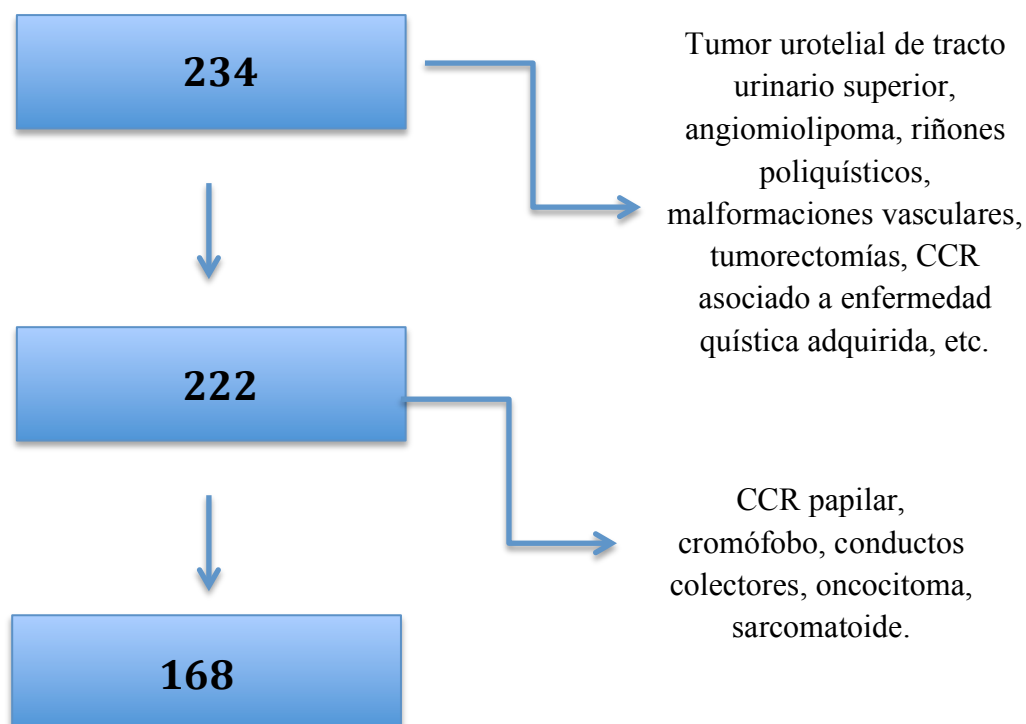 234
Tumor urotelial de tracto
urinario superior,
angiomiolipoma, riñones
poliquísticos,
malformaciones vasculares,
tumorectomías, CCR
asociado a enfermedad
quística adquirida, etc.
222
CCR papilar,
cromófobo, conductos
colectores, oncocitoma,
sarcomatoide.
168